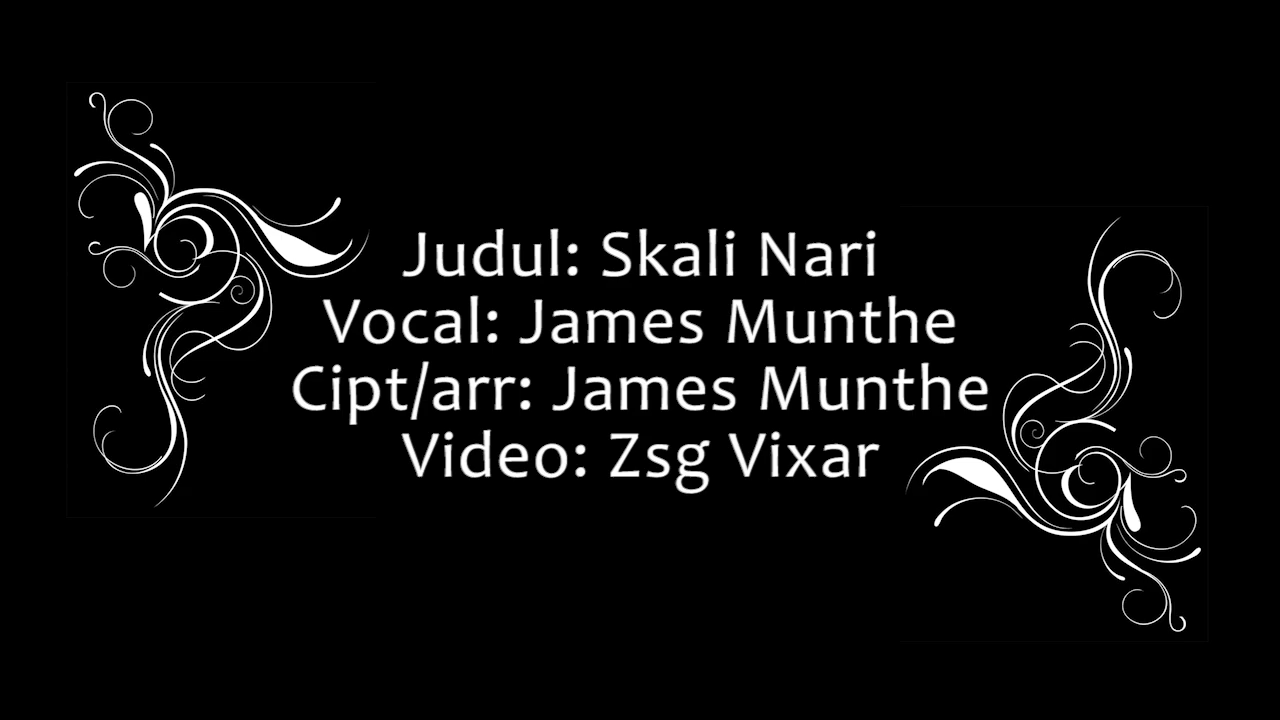 Judul: Skali Nari
Vocal: James Munthe
Cipt/arr: James Munthe
Video: Zsg Vixar